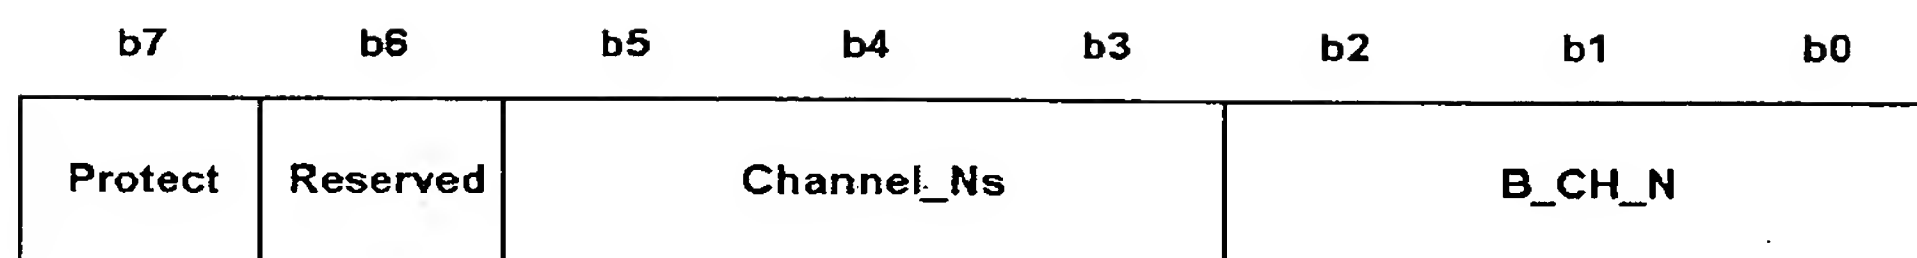 b7 b6 b5 b4 b3 b2 b1 b0
Protect Reserved Channel_Ns B_CH_N